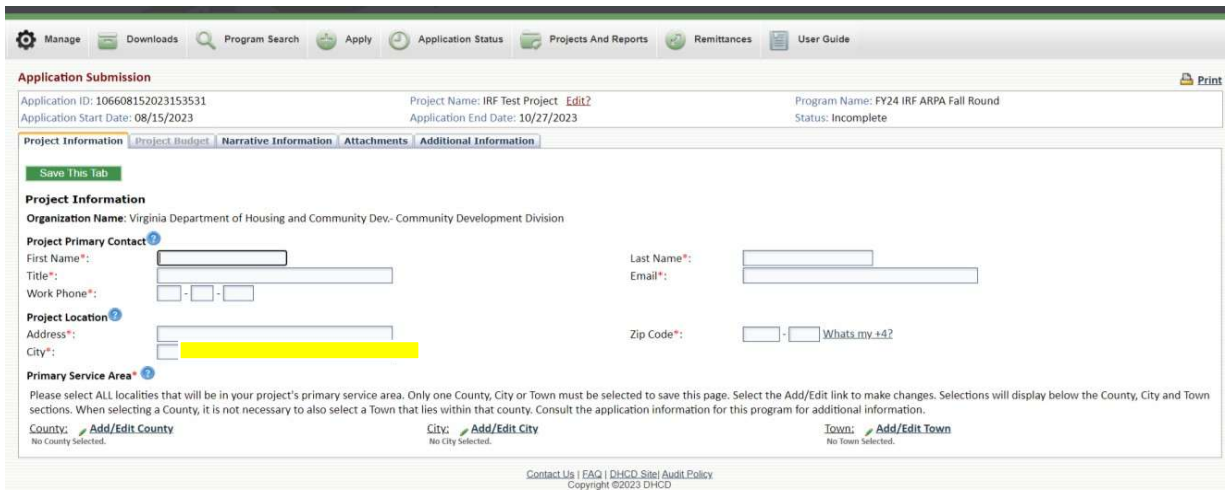 Manage Downloads Program Search Apply Application Status Projects And Reports Remittances User Guide
Application Submission Print
Application ID: 106608152023153531 Project Name: IRF Test Project Edit? Program Name: FY24 IRF ARPA Fall Round
Application Start Date: 08/15/2023 Application End Date: 10/27/2023 Status: Incomplete
Project Information Project Budget Narrative Information Attachments Additional Information
Save This Tab
Project Information
Organization Name: Virginia Department of Housing and Community Dev.- Community Development Division
Project Primary Contact ?
First Name*: Last Name*:
Title*: Email*:
Work Phone*: - -
Project Location ?
Address*: Zip Code*: - Whats my +4?
City*:
Primary Service Area* ?
Please select ALL localities that will be in your project's primary service area. Only one County, City or Town must be selected to save this page. Select the Add/Edit link to make changes. Selections will display below the County, City and Town
sections. When selecting a County, it is not necessary to also select a Town that lies within that county. Consult the application information for this program for additional information.
County: Add/Edit County City: Add/Edit City Town: Add/Edit Town
No County Selected. No City Selected. No Town Selected.
Contact Us | FAQ | DHCD Site| Audit Policy
Copyright ©2023 DHCD